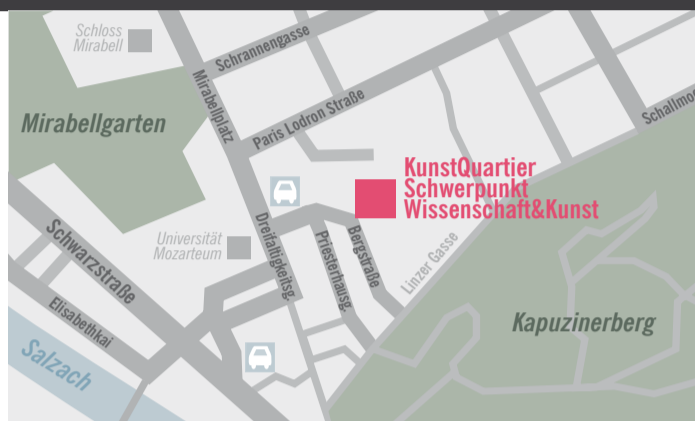 Schloss
Mirabell
Schrannengasse
Mirabellplatz
Paris Lodron Straße
Mirabellgarten
KunstQuartier
Schwerpunkt
Wissenschaft&Kunst
Schwarzstraße
Universität
Mozarteum
Dreifaltigkeitsg.
Priesterhausg.
Bergstraße
Linzer Gasse
Elisabethkai
Salzach
Kapuzinerberg